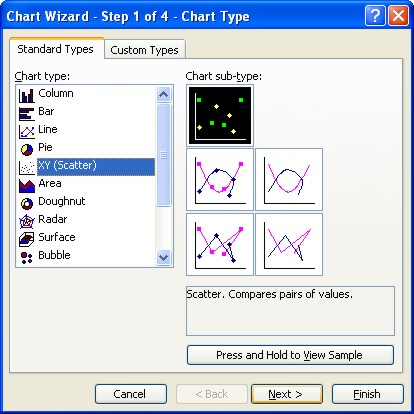 Chart Wizard - Step 1 of 4 - Chart Type
Standard Types
Custom Types
Chart type:
Column
Bar
Line
Pie
XY (Scatter)
Area
Doughnut
Radar
Surface
Bubble
Chart sub-type:
Scatter. Compares pairs of values.
Press and Hold to View Sample
Cancel
< Back
Next >
Finish